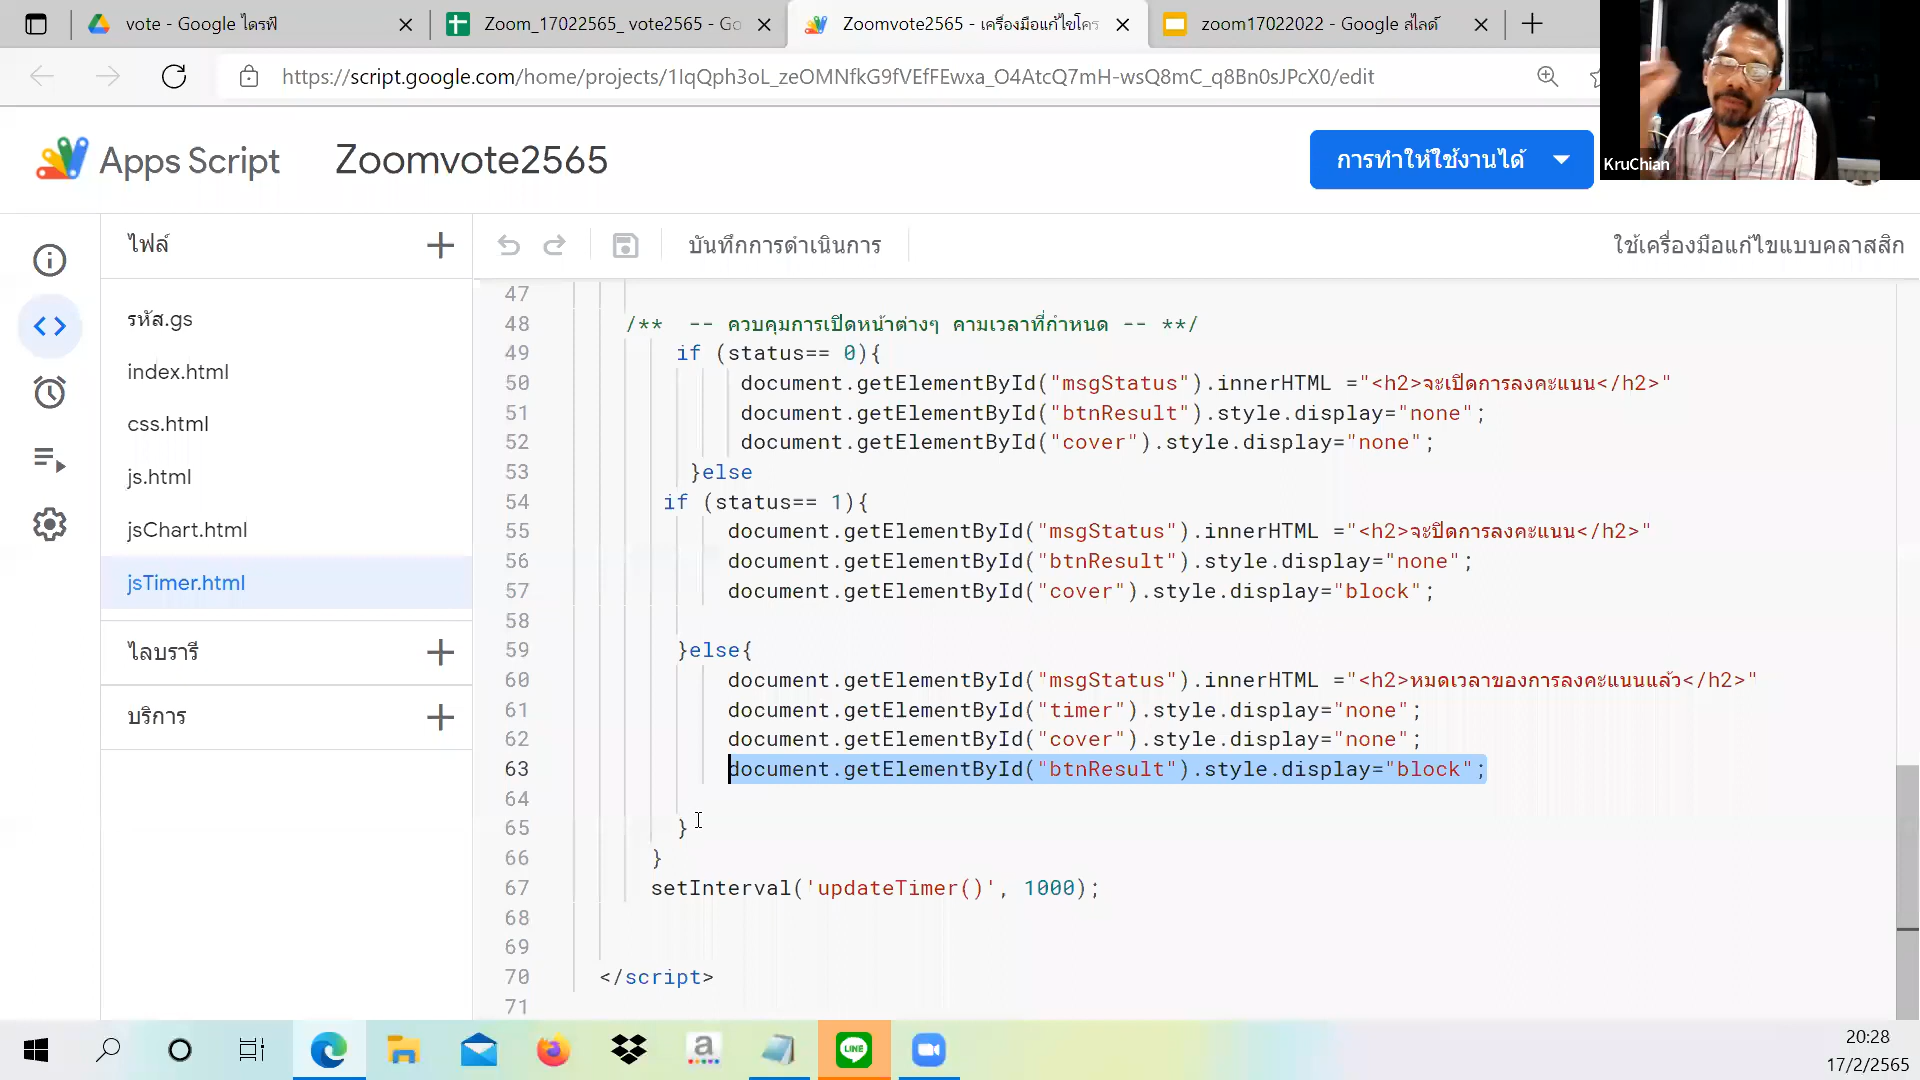 vote - Google ไดรฟ์
Zoom_17022565_ vote2565 - Go
Zoomvote2565 - เครื่องมือแก้ไขโคร
zoom17022022 - Google สไลด์
https://script.google.com/home/projects/1IqQph3oL_zeOMNfkG9fVEfFEwxa_O4AtcQ7mH-wsQ8mC_q8Bn0sJPcX0/edit
Apps Script
Zoomvote2565
การทำให้ใช้งานได้
KruChian
ไฟล์
บันทึกการดำเนินการ
ใช้เครื่องมือแก้ไขแบบคลาสสิก
รหัส.gs
index.html
css.html
js.html
jsChart.html
jsTimer.html
ไลบรารี
บริการ
47
48 /** -- ควบคุมการเปิดหน้าต่างๆ คามเวลาที่กำหนด -- **/
49 if (status== 0){
50 document.getElementById("msgStatus").innerHTML ="<h2>จะเปิดการลงคะแนน</h2>"
51 document.getElementById("btnResult").style.display="none";
52 document.getElementById("cover").style.display="none";
53 }else
54 if (status== 1){
55 document.getElementById("msgStatus").innerHTML ="<h2>จะปิดการลงคะแนน</h2>"
56 document.getElementById("btnResult").style.display="none";
57 document.getElementById("cover").style.display="block";
58
59 }else{
60 document.getElementById("msgStatus").innerHTML ="<h2>หมดเวลาของการลงคะแนนแล้ว</h2>"
61 document.getElementById("timer").style.display="none";
62 document.getElementById("cover").style.display="none";
63 document.getElementById("btnResult").style.display="block";
64
65 }
66 }
67 setInterval('updateTimer()', 1000);
68
69
70 </script>
71
a
LINE
20:28
17/2/2565